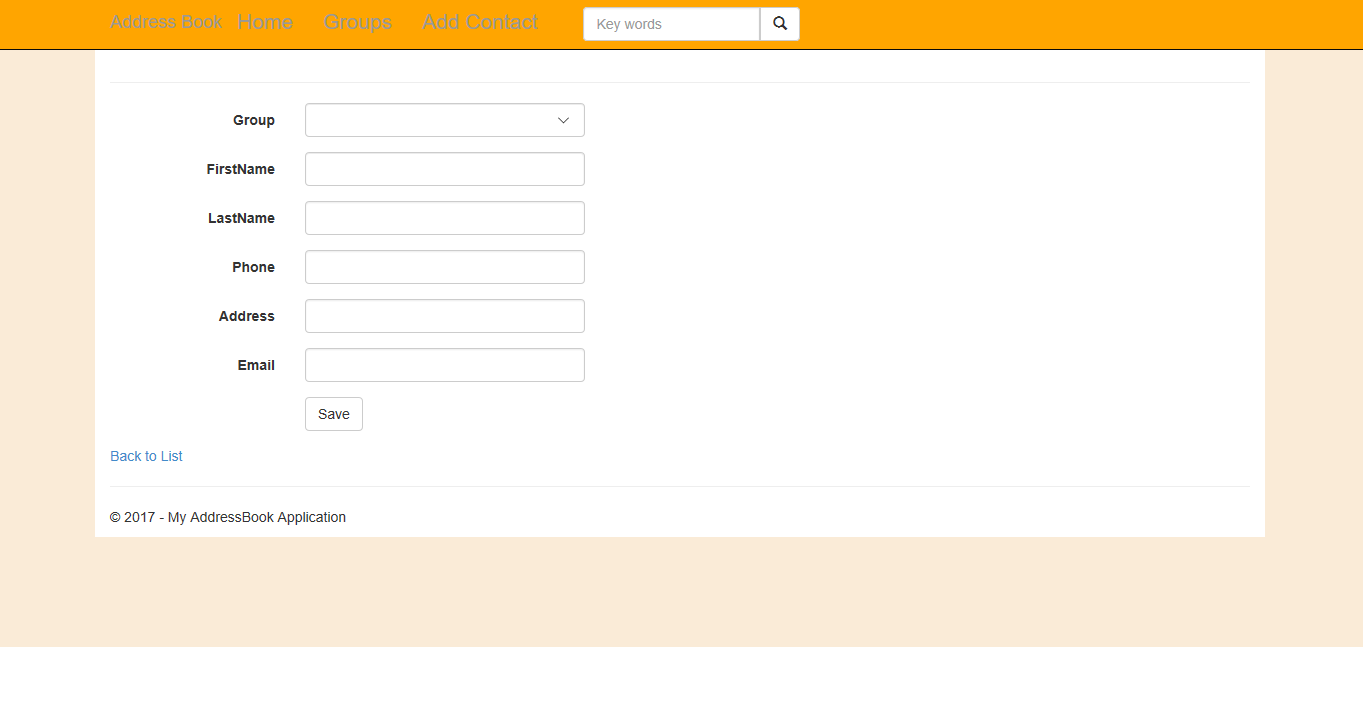 Address Book Home Groups Add Contact Key words
Group
FirstName
LastName
Phone
Address
Email
Save
Back to List
© 2017 - My AddressBook Application